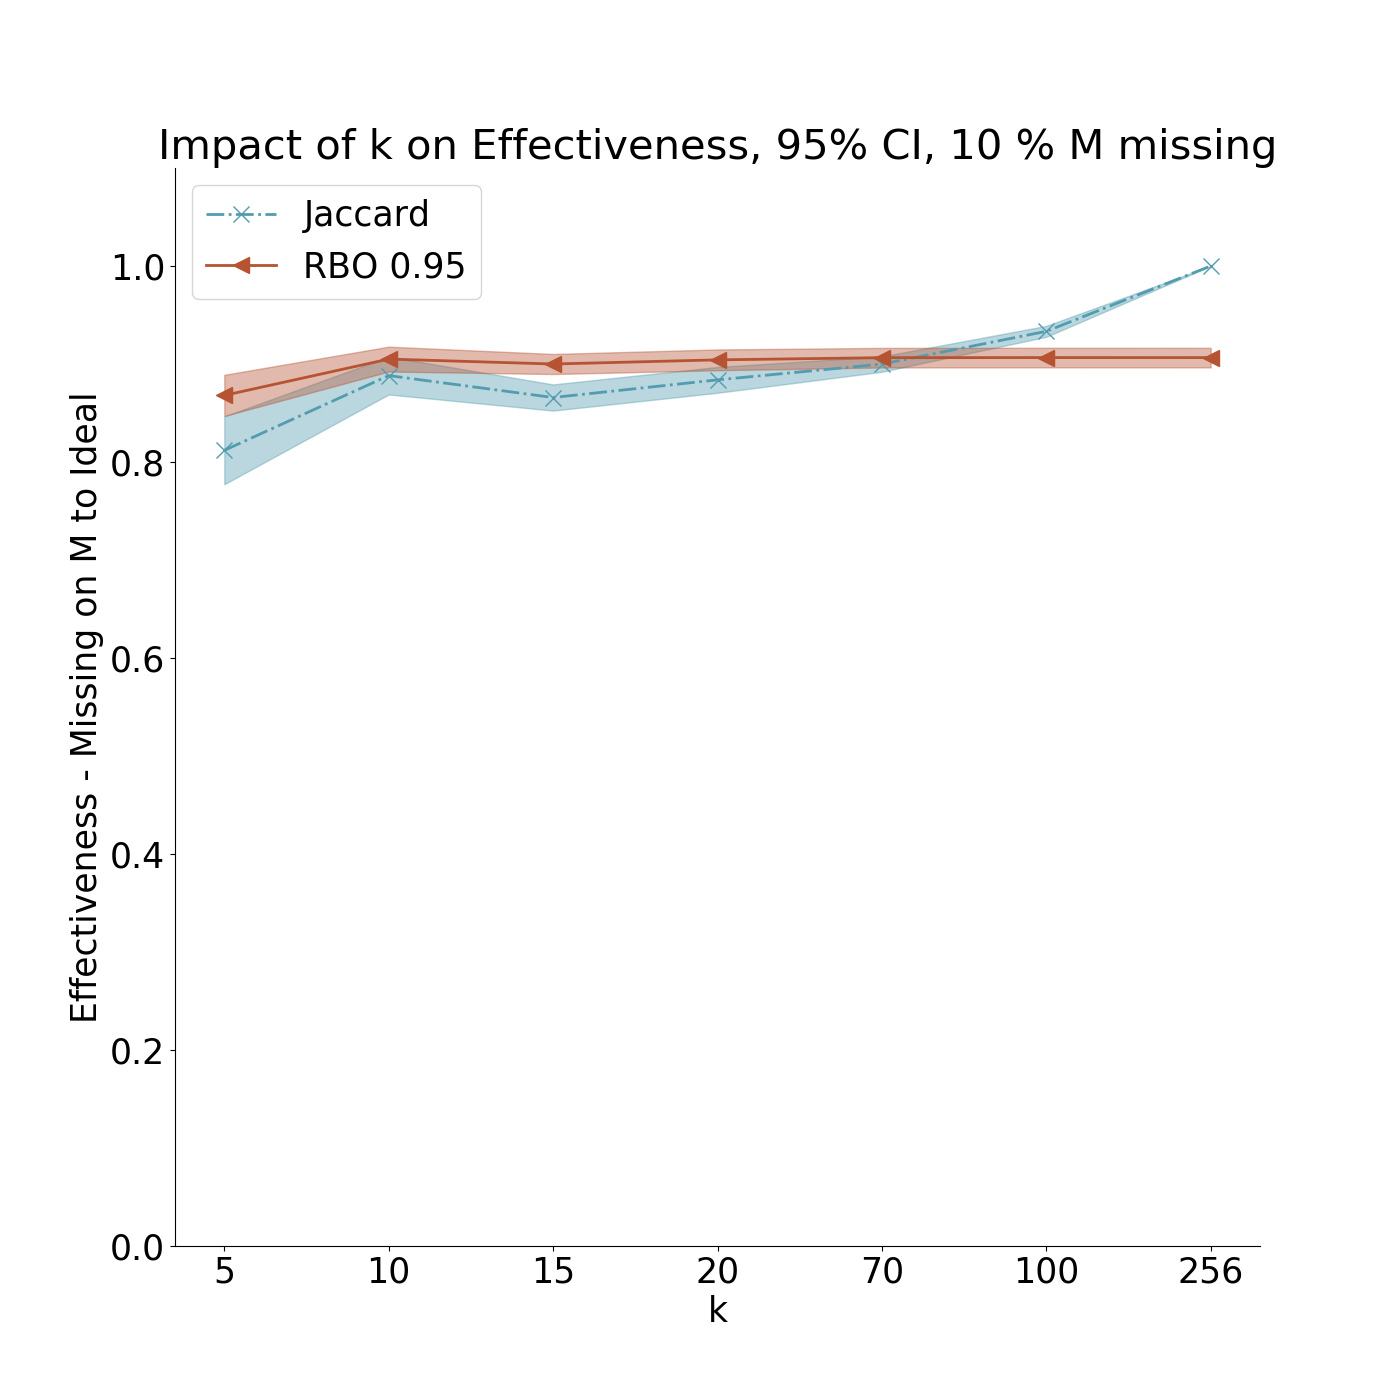 Impact of k on Effectiveness, 95% CI, 10 % M missing
Jaccard
RBO 0.95
Effectiveness - Missing on M to Ideal
1.0
0.8
0.6
0.4
0.2
0.0
5 10 15 20 70 100 256
k